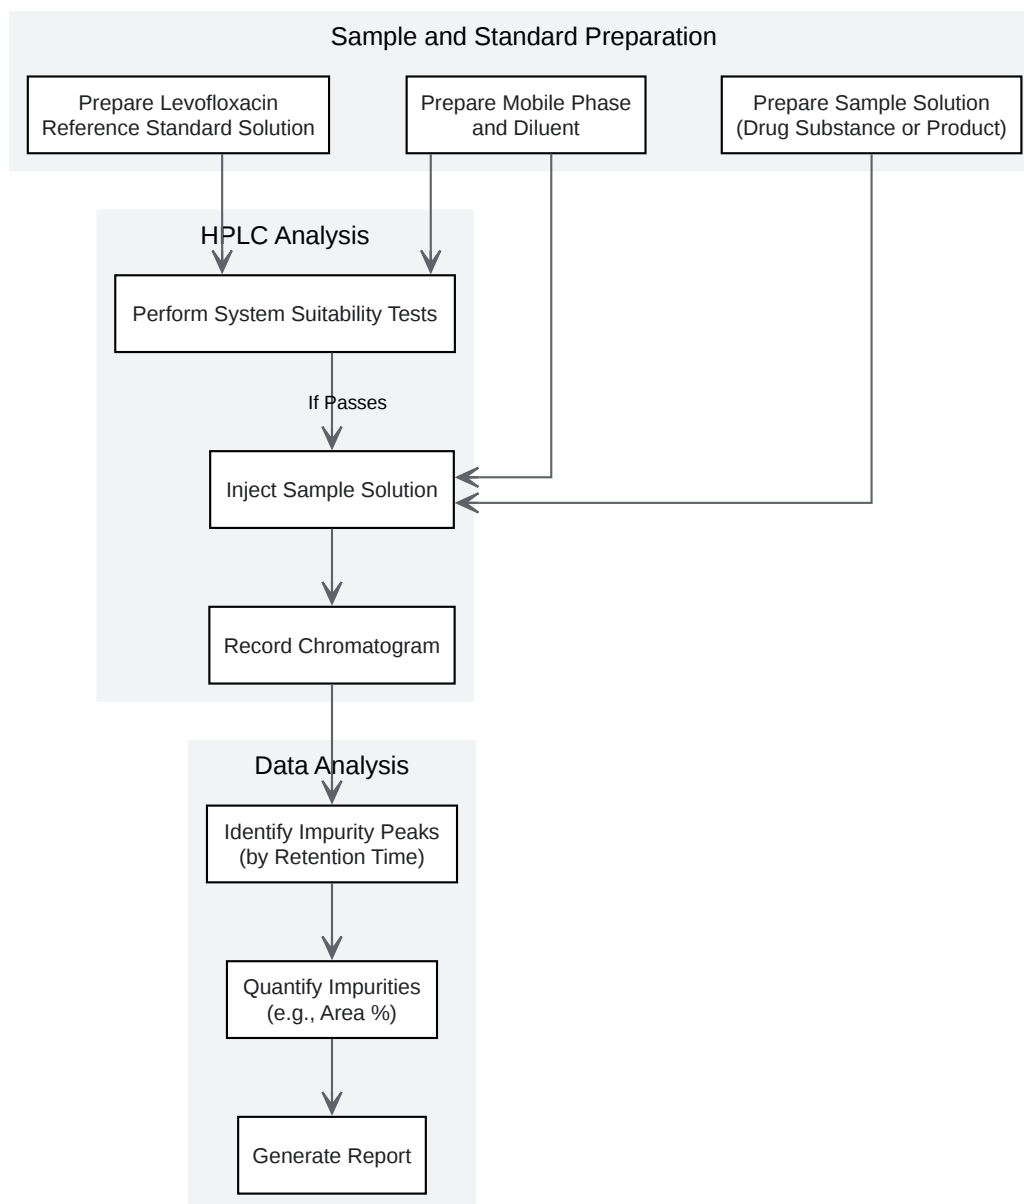 Sample and Standard Preparation
Prepare Levofloxacin
Reference Standard Solution
Prepare Mobile Phase
and Diluent
Prepare Sample Solution
(Drug Substance or Product)
HPLC Analysis
Perform System Suitability Tests
If Passes
Inject Sample Solution
Record Chromatogram
Data Analysis
Identify Impurity Peaks
(by Retention Time)
Quantify Impurities
(e.g., Area %)
Generate Report